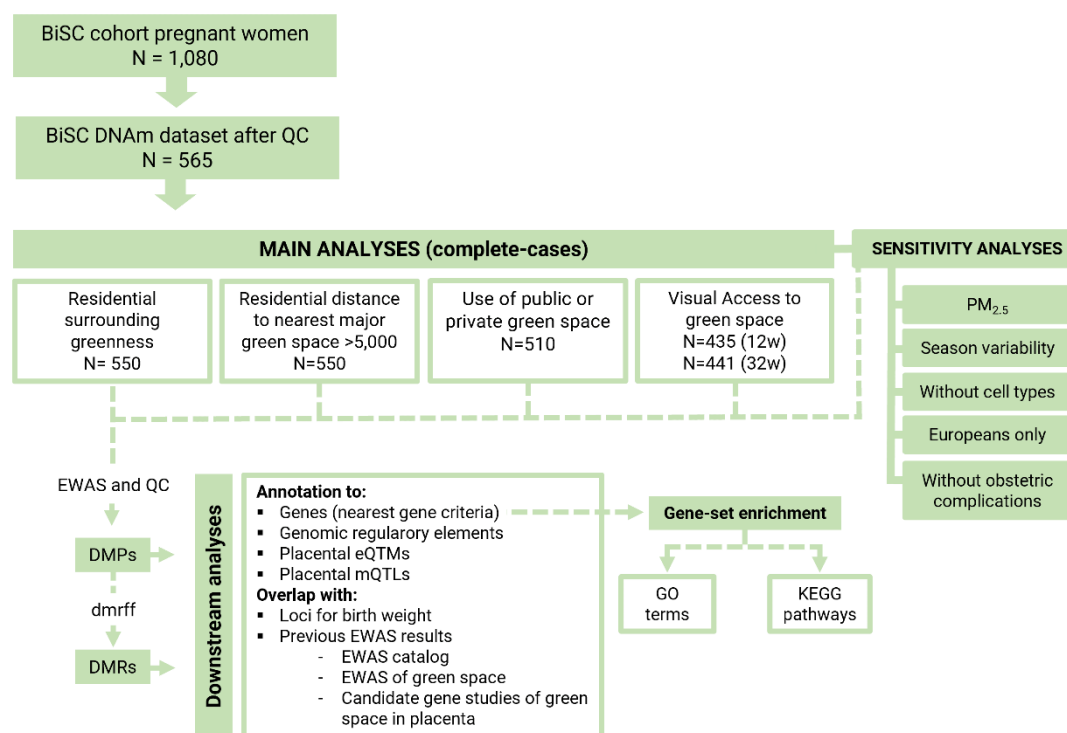 BiSC cohort pregnant women
N = 1,080
BiSC DNAm dataset after QC
N = 565
MAIN ANALYSES (complete-cases)
SENSITIVITY ANALYSES
Residential
surrounding
greenness
N= 550
Residential distance
to nearest major
green space >5,000
N=550
Use of public or
private green space
N=510
Visual Access to
green space
N=435 (12w)
N=441 (32w)
PM2.5
Season variability
Without cell types
Europeans only
Without obstetric
complications
EWAS and QC
DMPs
dmrff
DMRs
Downstream analyses
Annotation to:
▪ Genes (nearest gene criteria)
▪ Genomic regularory elements
▪ Placental eQTMs
▪ Placental mQTLs
Overlap with:
▪ Loci for birth weight
▪ Previous EWAS results
- EWAS catalog
- EWAS of green space
- Candidate gene studies of green
space in placenta
Gene-set enrichment
GO
terms
KEGG
pathways